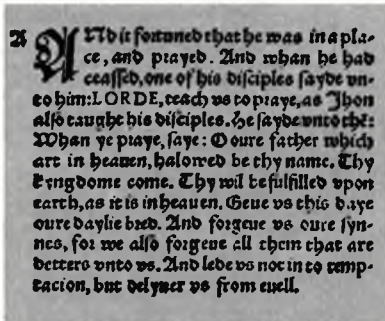 A AND it fortuned that he was in a pla-
ce, and prayed. And whan he had
ceassed, one of his disciples sayde vn-
to him: LORDE, teach vs to praye, as Jhon
also taught his disciples. He sayde vnto thē:
Whan ye praye, saye: O oure father which
art in heauen, halowed be thy name. Thy
kyngdome come. Thy wil be fulfilled vpon
earth, as it is in heauen. Geue vs this daye
oure daylie bred. And forgeue vs oure syn-
nes, for we also forgeue all them that are
detters vnto vs. And lede vs not in to temp-
tacion, but delyuer vs from euell.